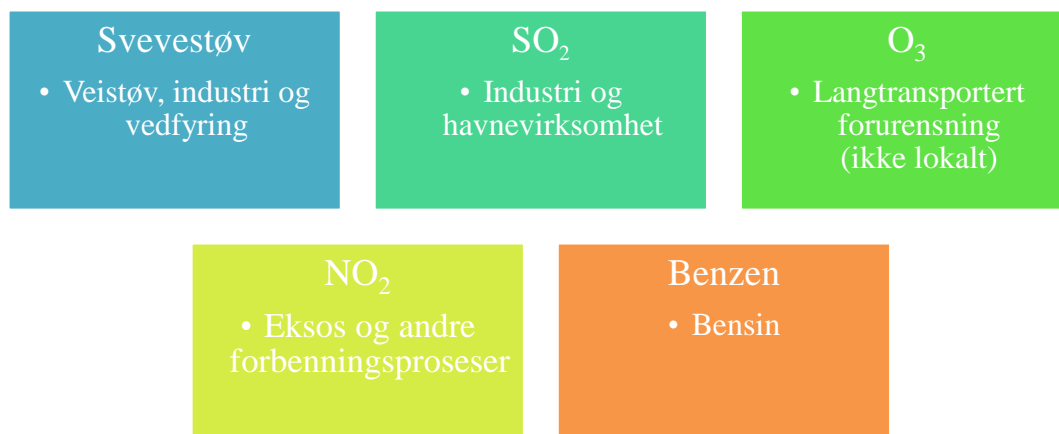 Svevestøv
• Veistøv, industri og
vedfyring
SO₂
• Industri og
havnevirksomhet
O₃
• Langtransportert
forurensning
(ikke lokalt)
NO₂
• Eksos og andre
forbenningsproseser
Benzen
• Bensin